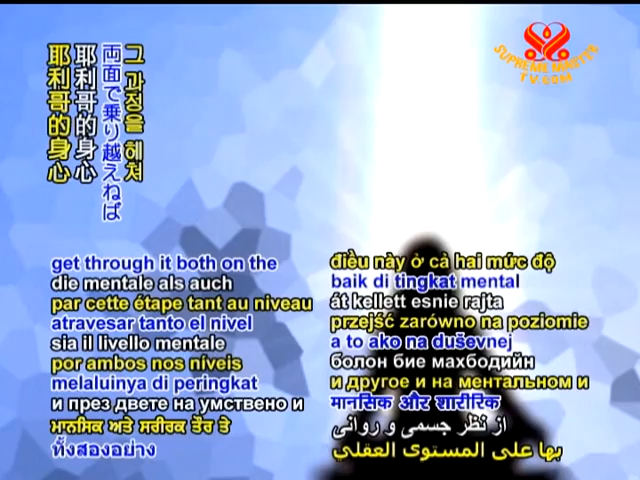 SUPREME MASTER
TV.COM
그 과정을 헤쳐
両面で乗り越えねば
耶利哥的身心
耶利哥的身心
get through it both on the
die mentale als auch
par cette étape tant au niveau
atravesar tanto el nivel
sia il livello mentale
por ambos nos níveis
melaluinya di peringkat
и през двете на умствено и
ਮਾਨਸਿਕ ਅਤੇ ਸਰੀਰਕ ਤੌਰ ਤੇ
ทั้งสองอย่าง
điều này ở cả hai mức độ
baik di tingkat mental
át kellett esnie rajta
przejść zarówno na poziomie
a to ako na duševnej
болон бие махбодийн
и другое и на ментальном и
मानसिक और शारीरिक
از نظر جسمی و روانی
بها على المستوى العقلي